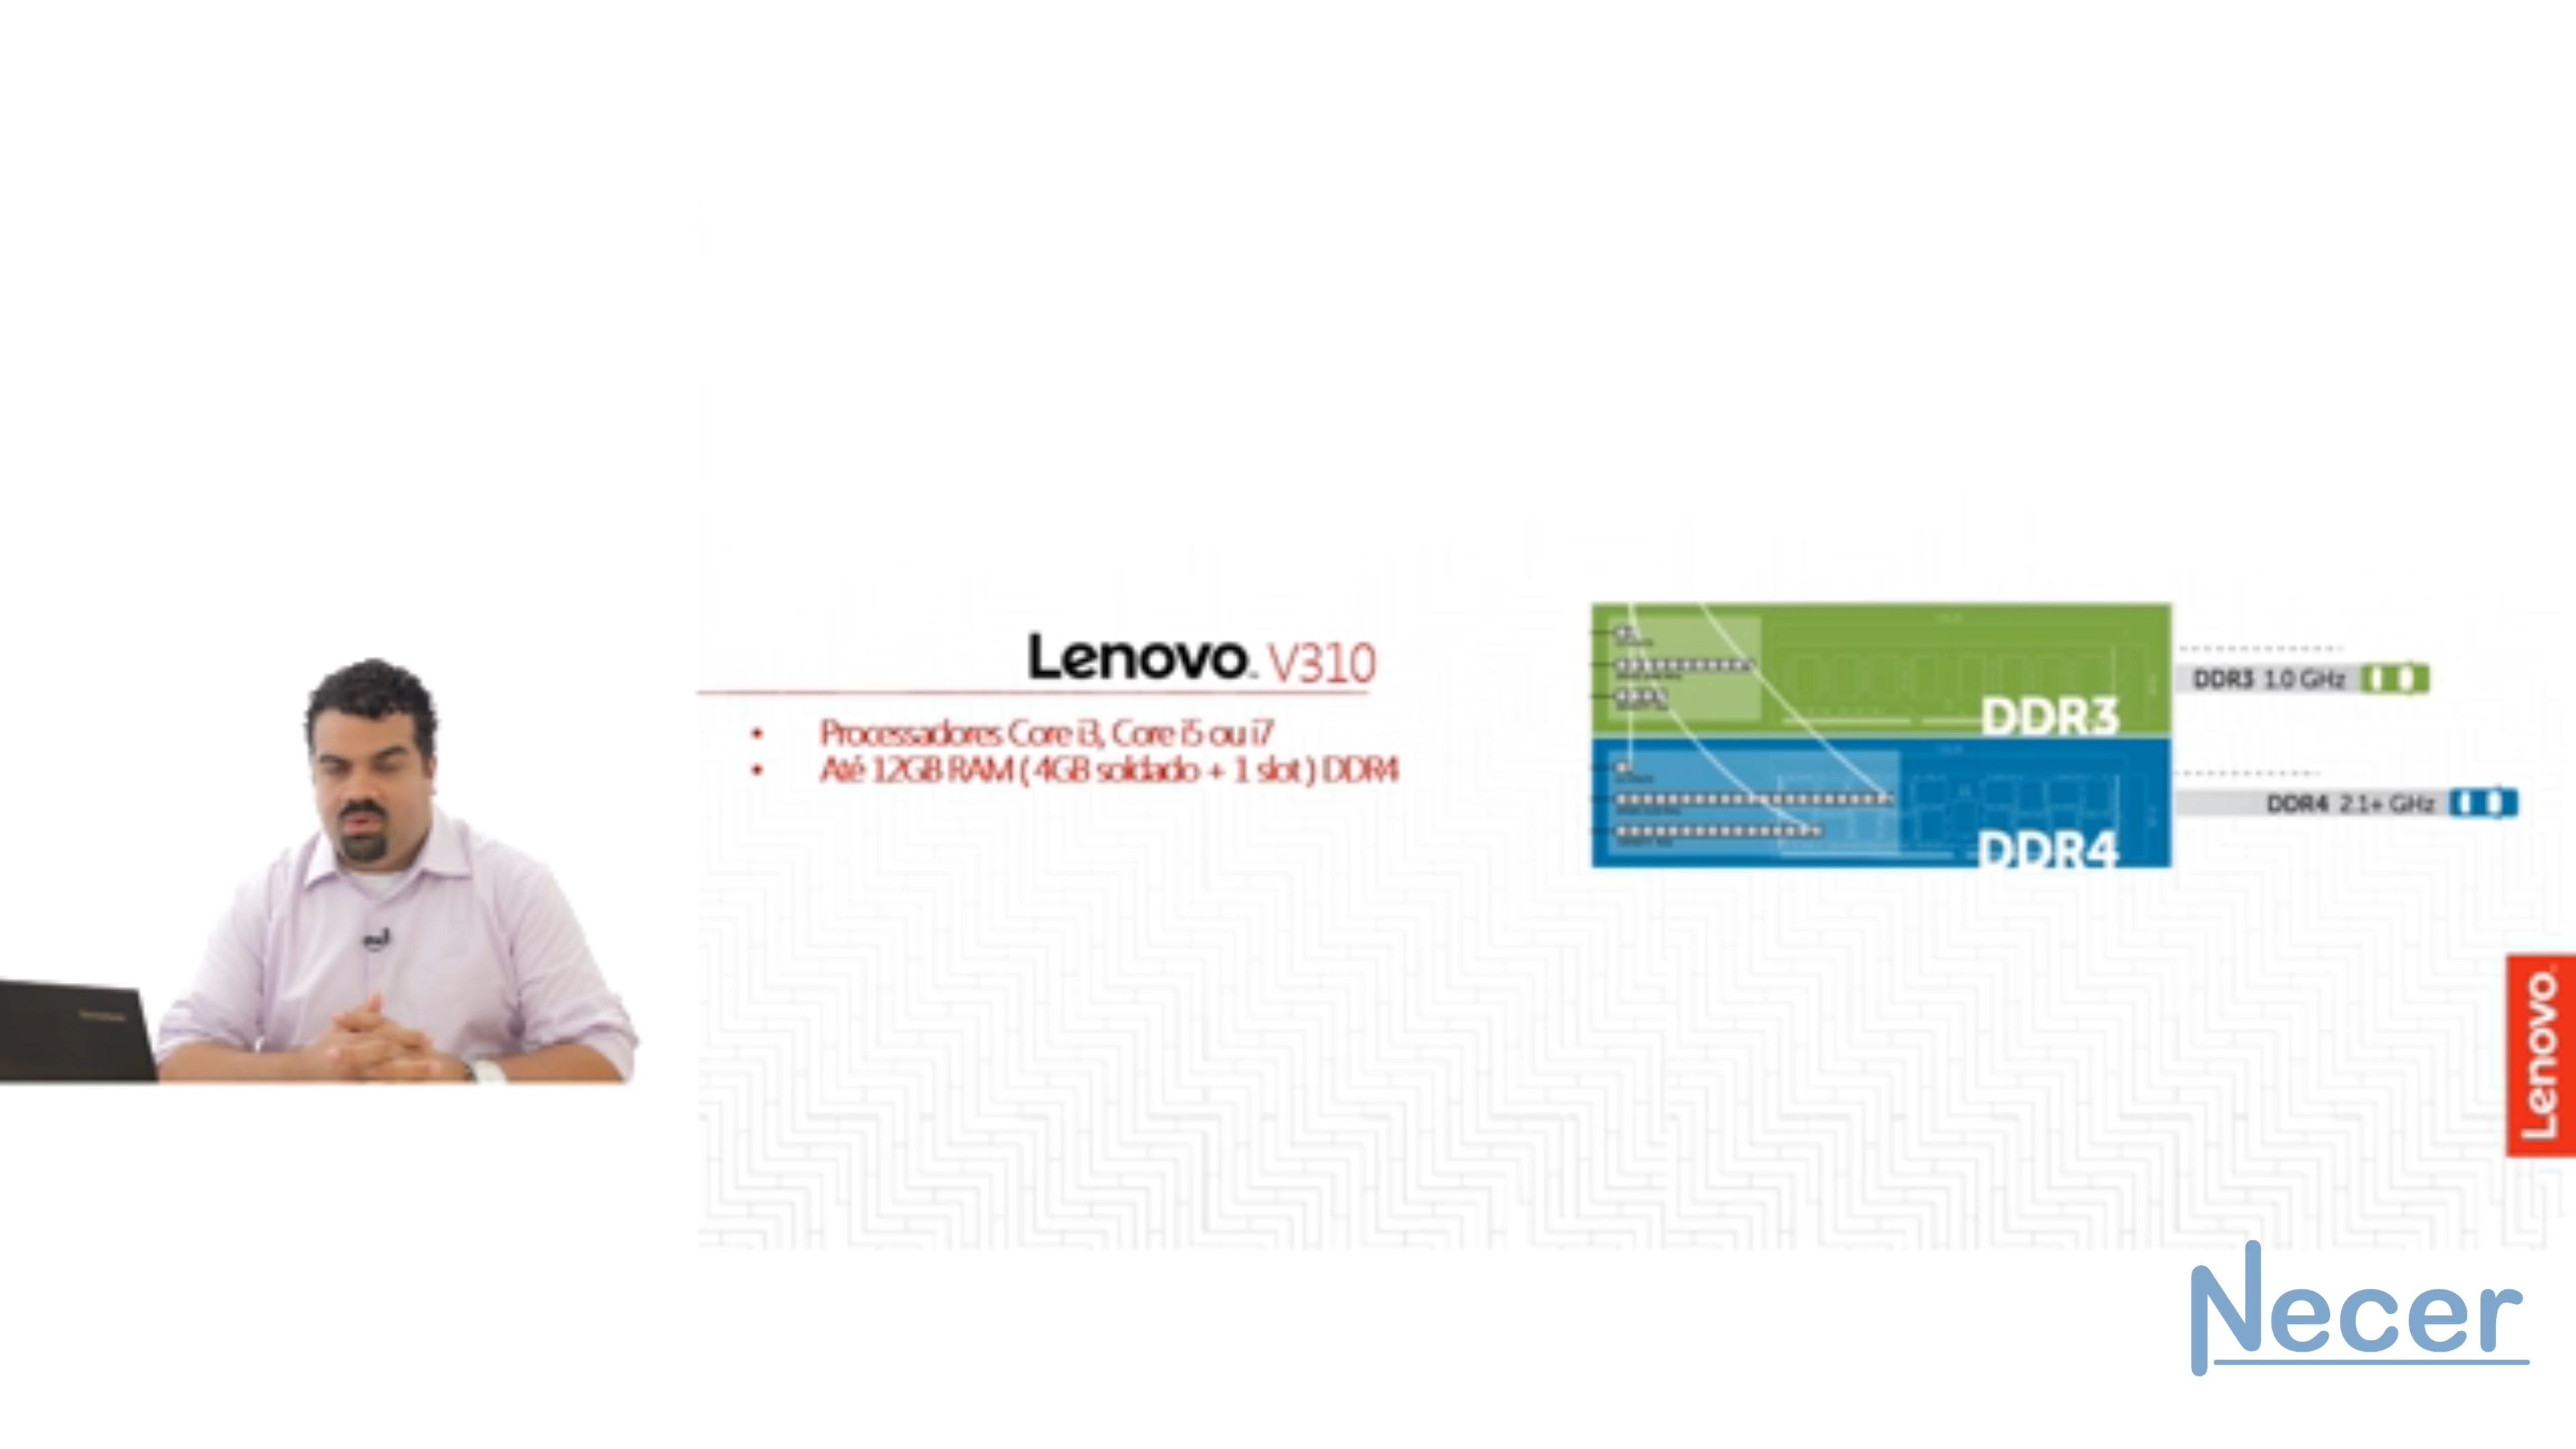 Lenovo V310
• Processadores Core i3, Core i5 ou i7
• Até 12GB RAM ( 4GB soldado + 1 slot ) DDR4
DDR3
DDR3 1.0 GHz
DDR4
DDR4 2.1+ GHz
Lenovo
Necer